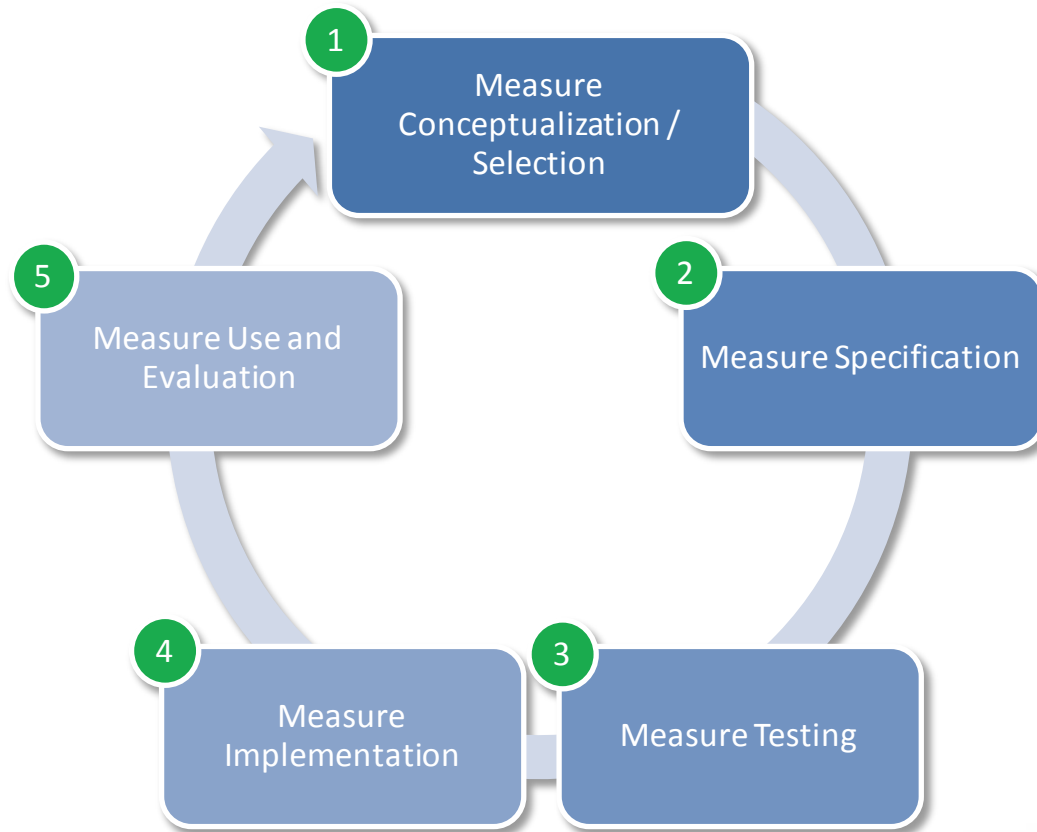 1
Measure
Conceptualization /
Selection
2
Measure Specification
3
Measure Testing
4
Measure
Implementation
5
Measure Use and
Evaluation